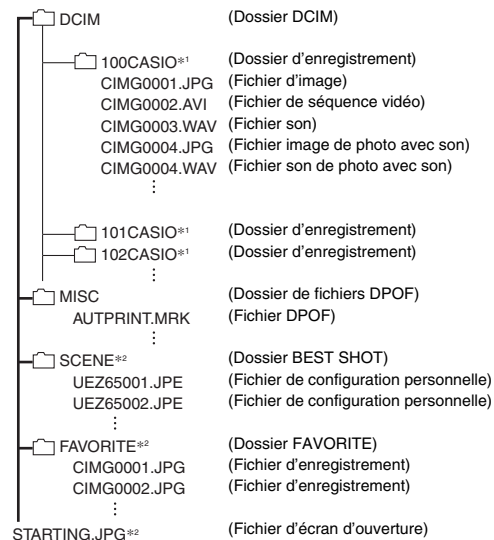 DCIM (Dossier DCIM)
100CASIO*1 (Dossier d'enregistrement)
CIMG0001.JPG (Fichier d'image)
CIMG0002.AVI (Fichier de séquence vidéo)
CIMG0003.WAV (Fichier son)
CIMG0004.JPG (Fichier image de photo avec son)
CIMG0004.WAV (Fichier son de photo avec son)
101CASIO*1 (Dossier d'enregistrement)
102CASIO*1 (Dossier d'enregistrement)
MISC (Dossier de fichiers DPOF)
AUTPRINT.MRK (Fichier DPOF)
SCENE*2 (Dossier BEST SHOT)
UEZ65001.JPE (Fichier de configuration personnelle)
UEZ65002.JPE (Fichier de configuration personnelle)
FAVORITE*2 (Dossier FAVORITE)
CIMG0001.JPG (Fichier d'enregistrement)
CIMG0002.JPG (Fichier d'enregistrement)
STARTING.JPG*2 (Fichier d'écran d'ouverture)